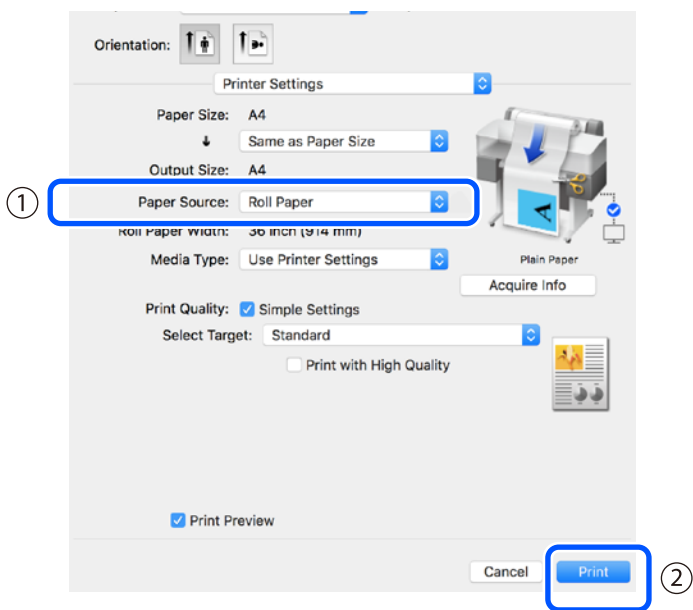 Orientation:
Printer Settings
Paper Size: A4
Same as Paper Size
Output Size: A4
① Paper Source: Roll Paper
Roll Paper Width: 36 inch (914 mm)
Media Type: Use Printer Settings
Plain Paper
Acquire Info
Print Quality: Simple Settings
Select Target: Standard
Print with High Quality
Print Preview
Cancel Print ②